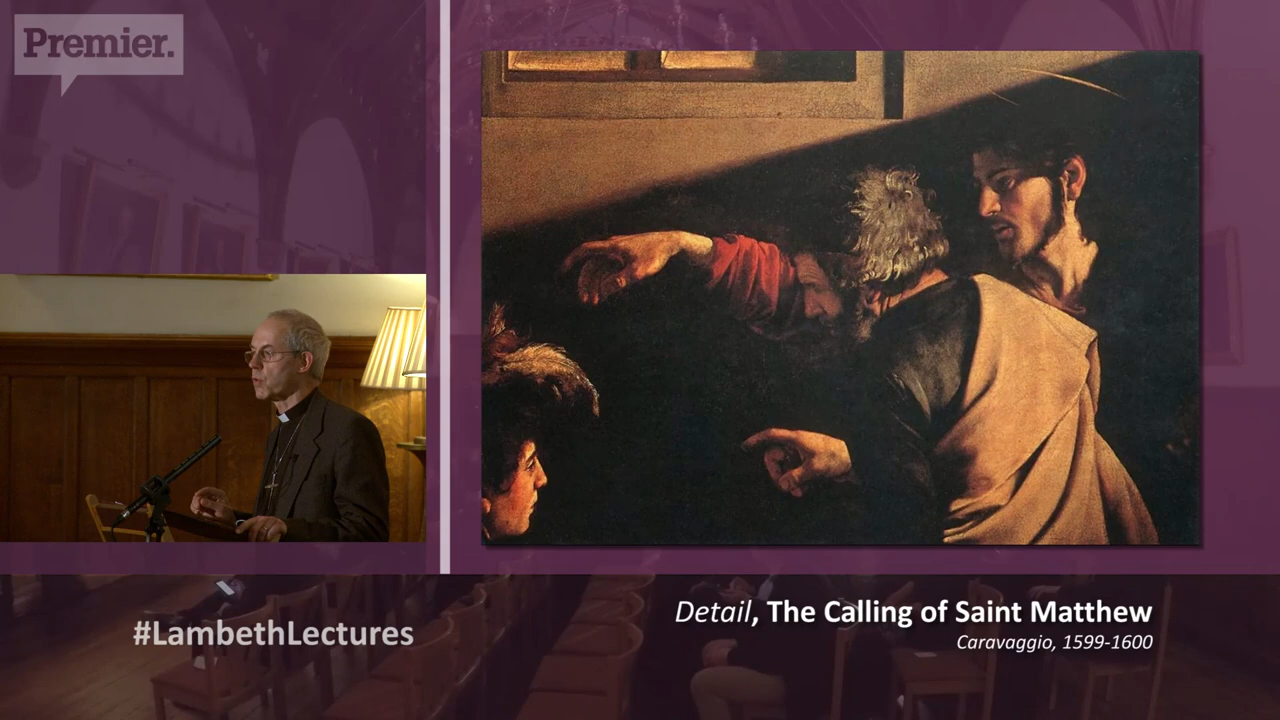 Premier.
#LambethLectures
Detail, The Calling of Saint Matthew
Caravaggio, 1599-1600